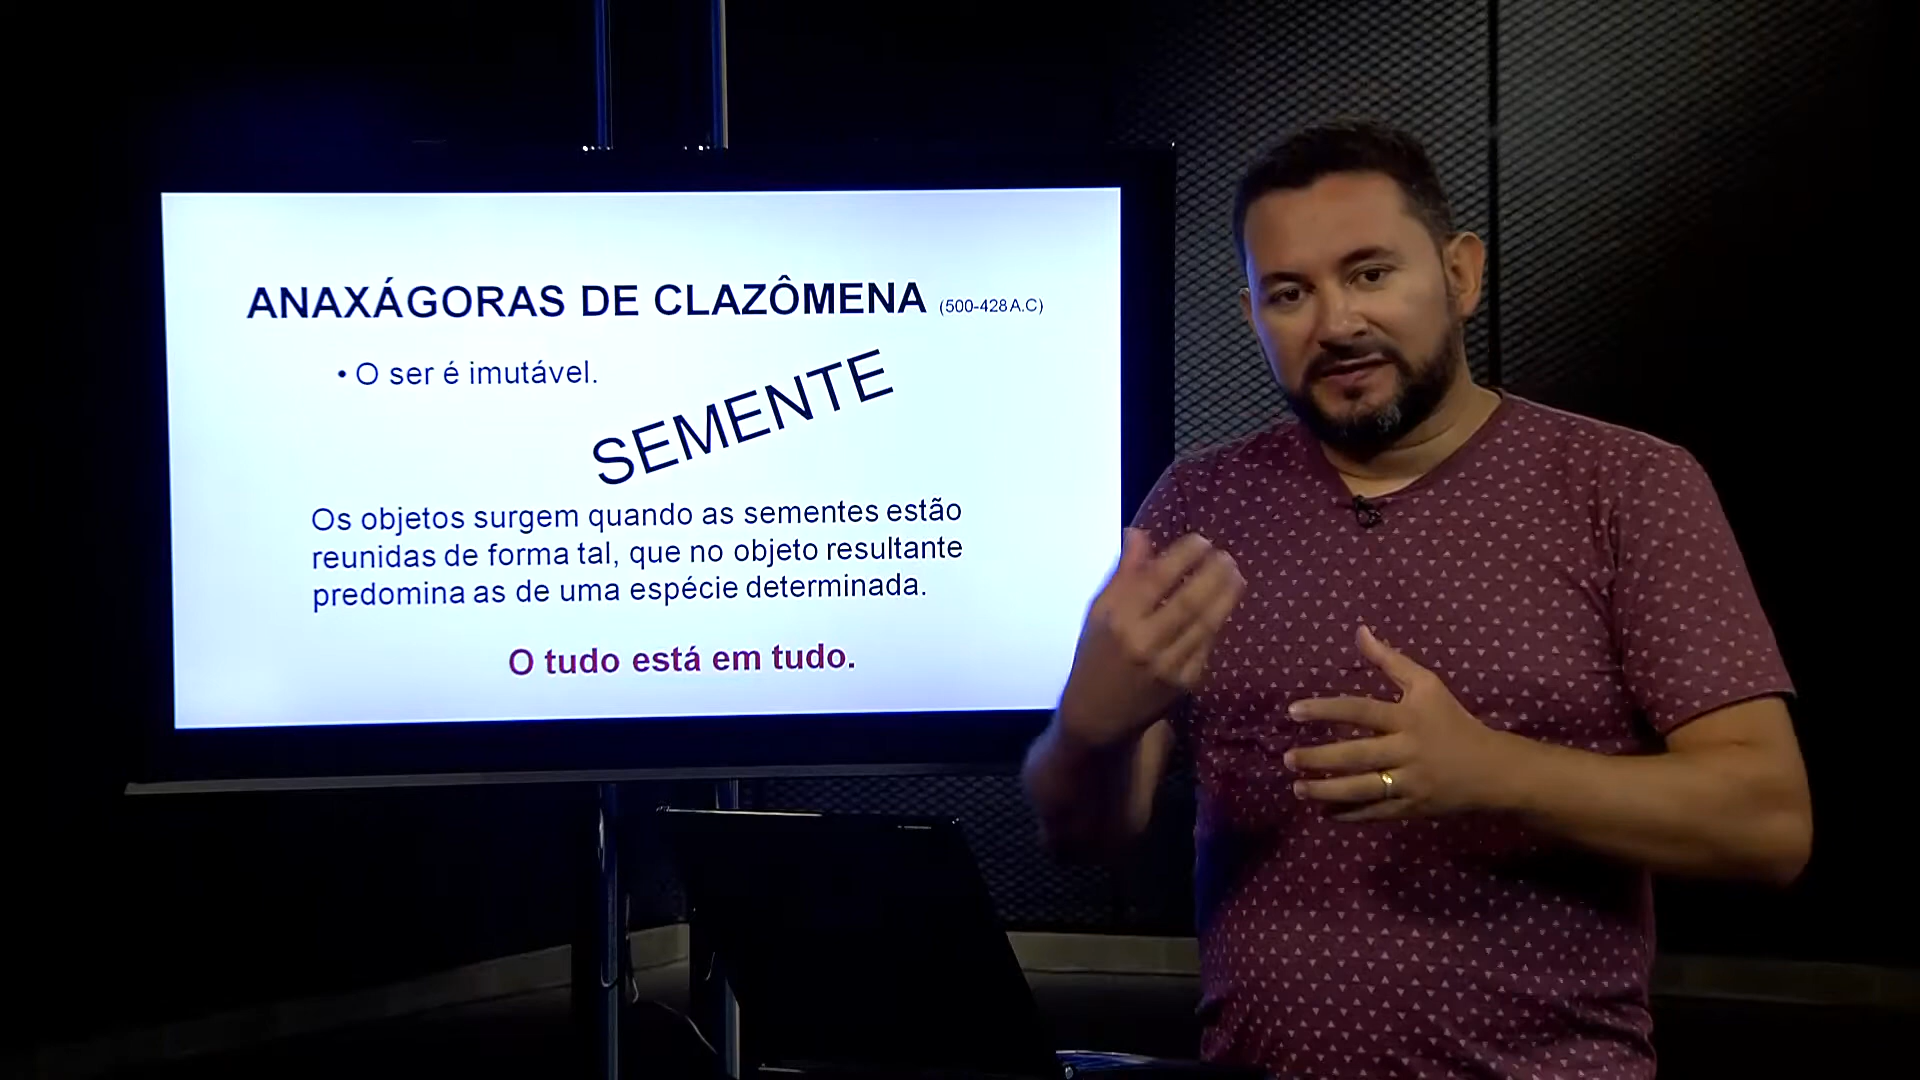 ANAXÁGORAS DE CLAZÔMENA (500-428 A.C)
• O ser é imutável.
SEMENTE
Os objetos surgem quando as sementes estão
reunidas de forma tal, que no objeto resultante
predomina as de uma espécie determinada.
O tudo está em tudo.